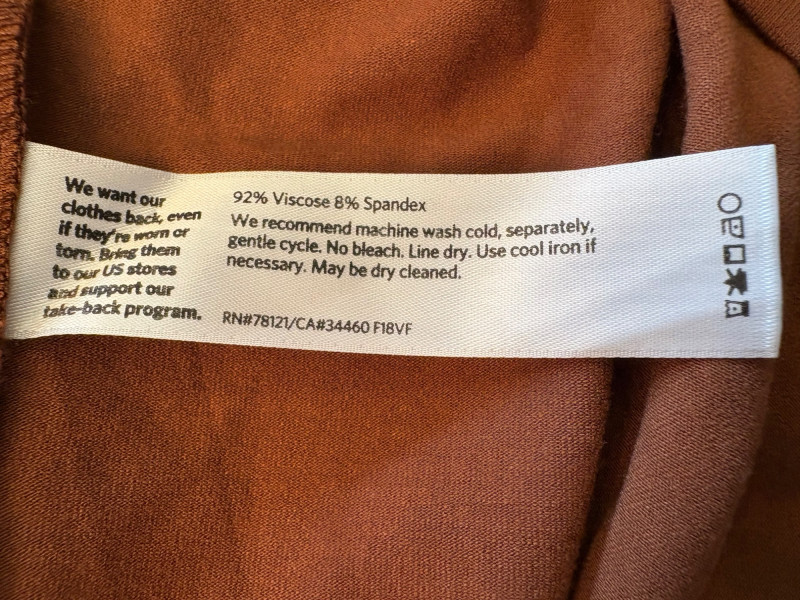 We want our
clothes back, even
if they're worn or
torn. Bring them
to our US stores
and support our
take-back program.
92% Viscose 8% Spandex
We recommend machine wash cold, separately,
gentle cycle. No bleach. Line dry. Use cool iron if
necessary. May be dry cleaned.
RN#78121/CA#34460 F18VF